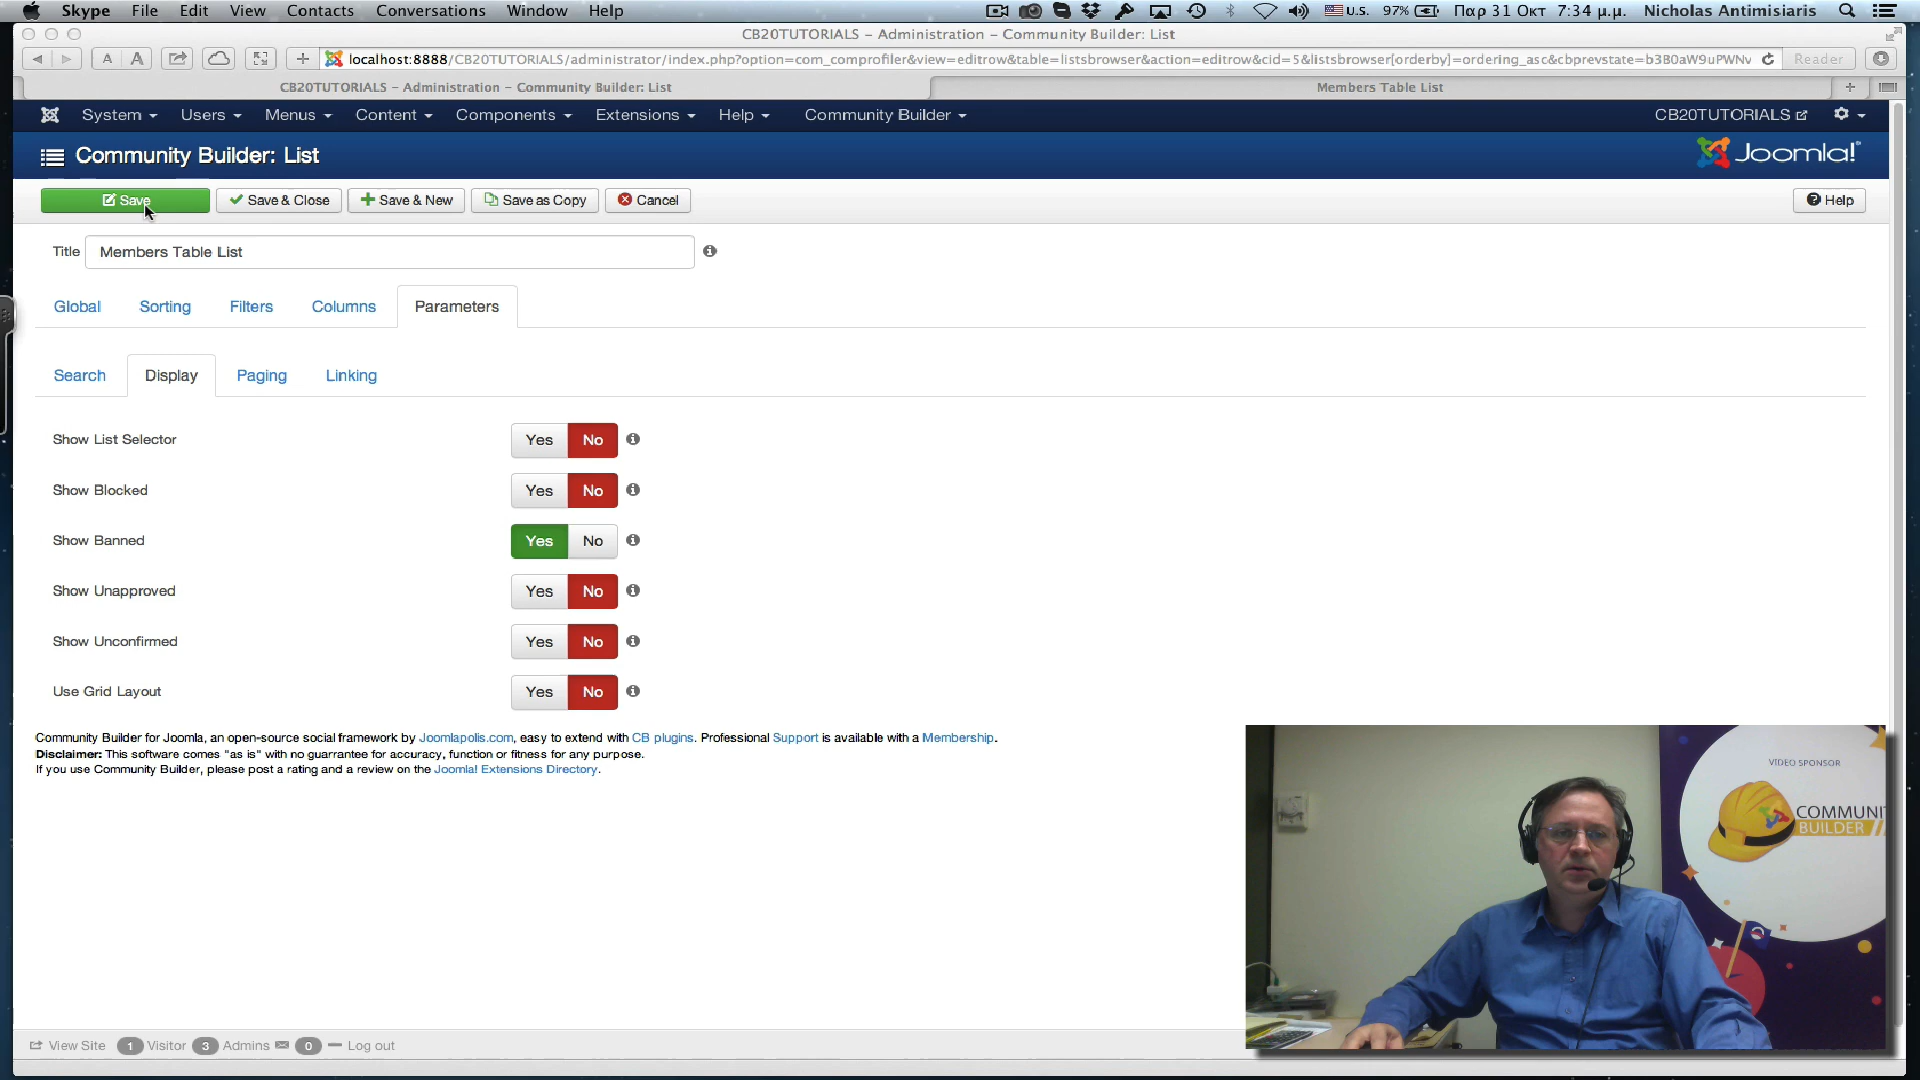 Skype File Edit View Contacts Conversations Window Help U.S. 97% Παρ 31 Οκτ 7:34 μ.μ. Nicholas Antimisiaris
CB20TUTORIALS – Administration – Community Builder: List
A A localhost:8888/CB20TUTORIALS/administrator/index.php?option=com_comprofiler&view=editrow&table=listsbrowser&action=editrow&cid=5&listsbrowser[orderby]=ordering_asc&cbprevstate=b3B0aW9uPWNv Reader
CB20TUTORIALS – Administration – Community Builder: List Members Table List
System Users Menus Content Components Extensions Help Community Builder CB20TUTORIALS
Community Builder: List Joomla!
Save Save & Close Save & New Save as Copy Cancel Help
Title Members Table List
Global Sorting Filters Columns Parameters
Search Display Paging Linking
Show List Selector Yes No
Show Blocked Yes No
Show Banned Yes No
Show Unapproved Yes No
Show Unconfirmed Yes No
Use Grid Layout Yes No
Community Builder for Joomla, an open-source social framework by Joomlapolis.com, easy to extend with CB plugins. Professional Support is available with a Membership.
Disclaimer: This software comes "as is" with no guarrantee for accuracy, function or fitness for any purpose.
If you use Community Builder, please post a rating and a review on the Joomla! Extensions Directory.
VIDEO SPONSOR
COMMUNI
BUILDER
View Site 1 Visitor 3 Admins 0 Log out